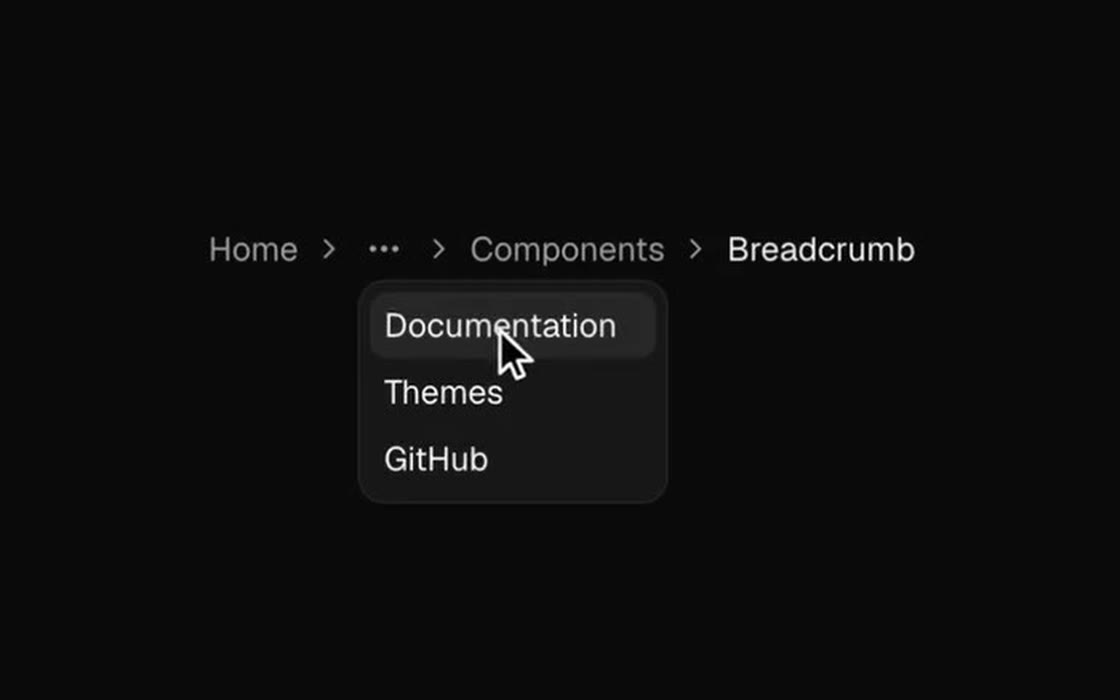 Home > ••• > Components > Breadcrumb
Documentation
Themes
GitHub